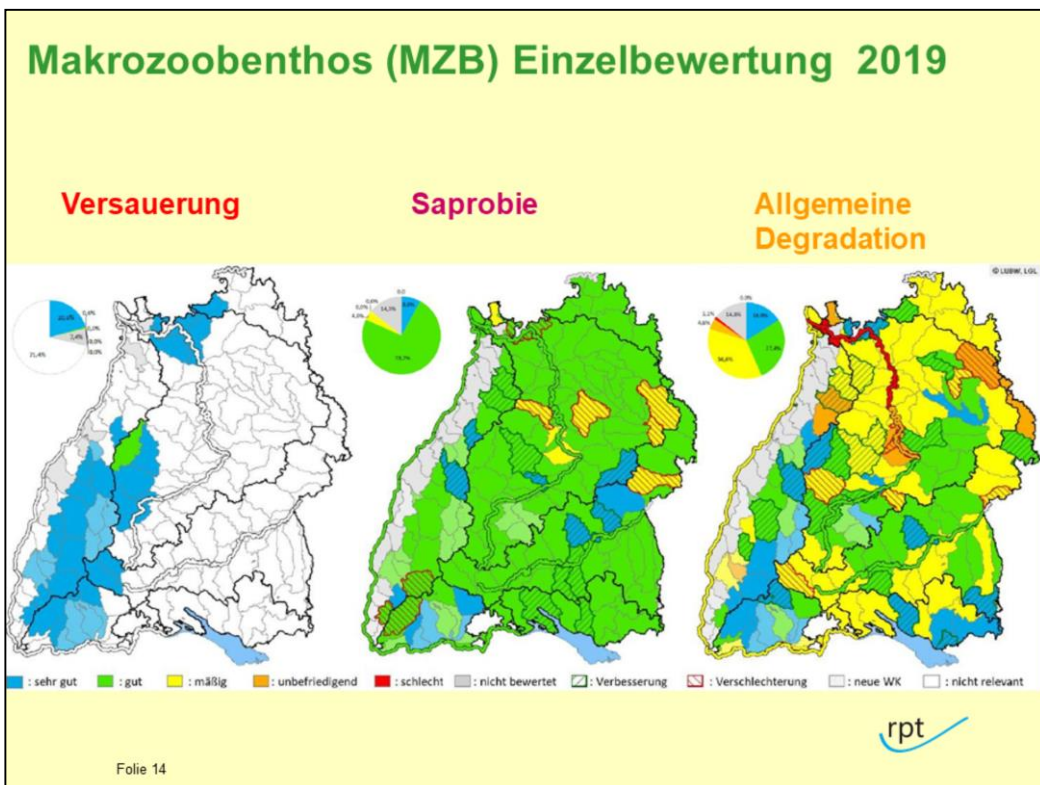 Makrozoobenthos (MZB) Einzelbewertung 2019
Versauerung
Saprobie
Allgemeine
Degradation
© LUBW, LGL
: sehr gut : gut : mäßig : unbefriedigend : schlecht : nicht bewertet : Verbesserung : Verschlechterung : neue WK : nicht relevant
rpt
Folie 14